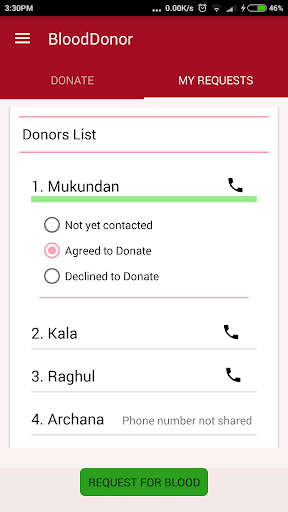 3:30PM ... 0.00K/s 46%
BloodDonor
DONATE MY REQUESTS
Donors List
1. Mukundan
Not yet contacted
Agreed to Donate
Declined to Donate
2. Kala
3. Raghul
4. Archana Phone number not shared
REQUEST FOR BLOOD